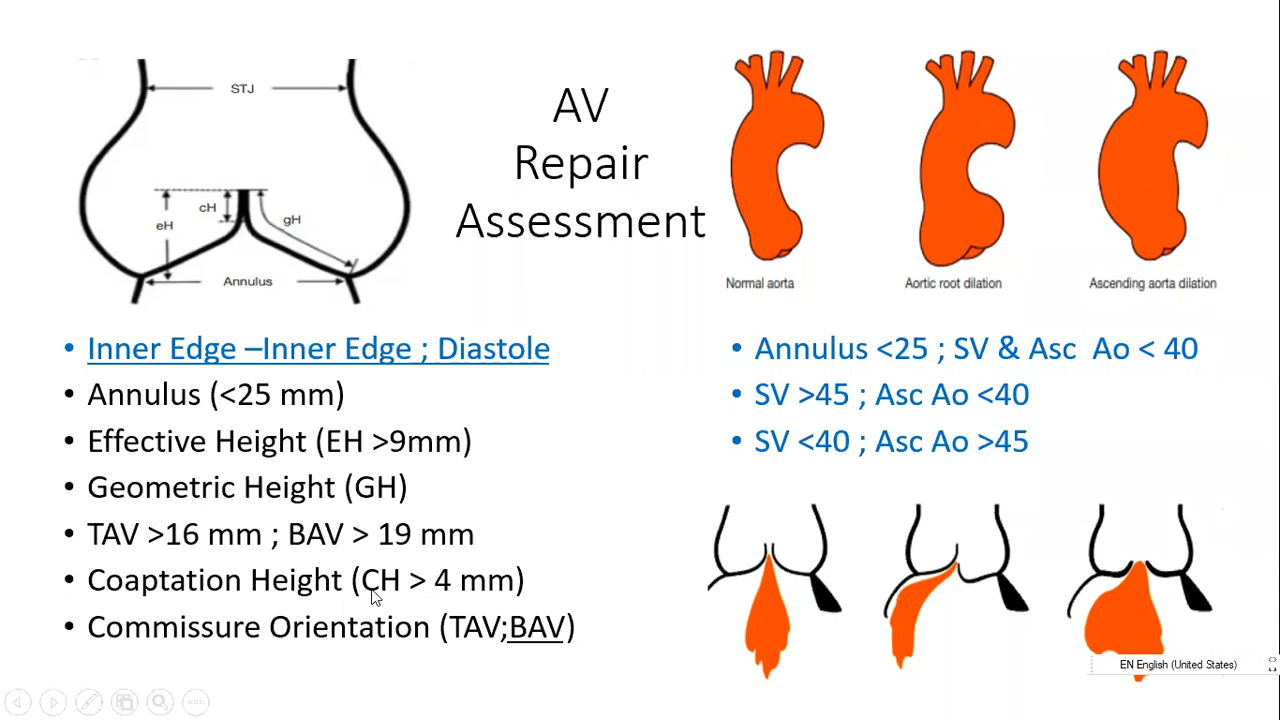 STJ
cH
eH
gH
Annulus
AV
Repair
Assessment
Normal aorta
Aortic root dilation
Ascending aorta dilation
• Inner Edge –Inner Edge ; Diastole
• Annulus (<25 mm)
• Effective Height (EH >9mm)
• Geometric Height (GH)
• TAV >16 mm ; BAV > 19 mm
• Coaptation Height (CH > 4 mm)
• Commissure Orientation (TAV;BAV)
• Annulus <25 ; SV & Asc Ao < 40
• SV >45 ; Asc Ao <40
• SV <40 ; Asc Ao >45
EN English (United States)